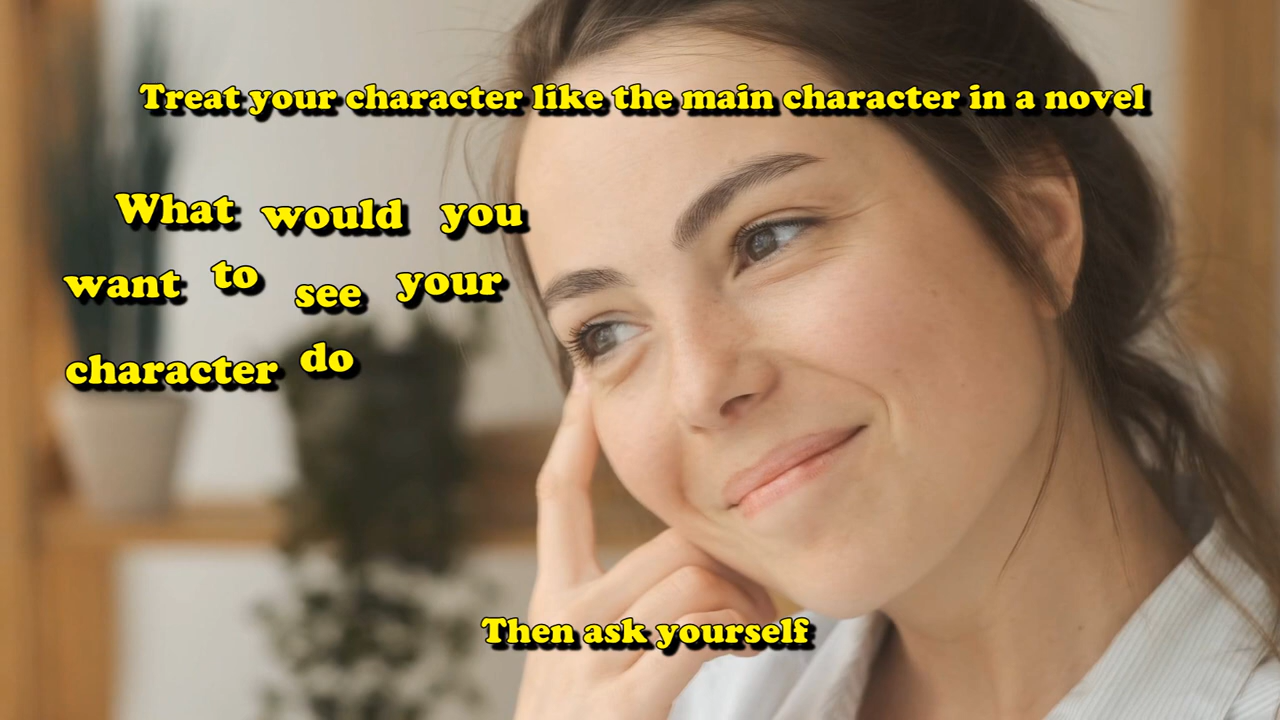 Treat your character like the main character in a novel
What would you
want to see your
character do
Then ask yourself